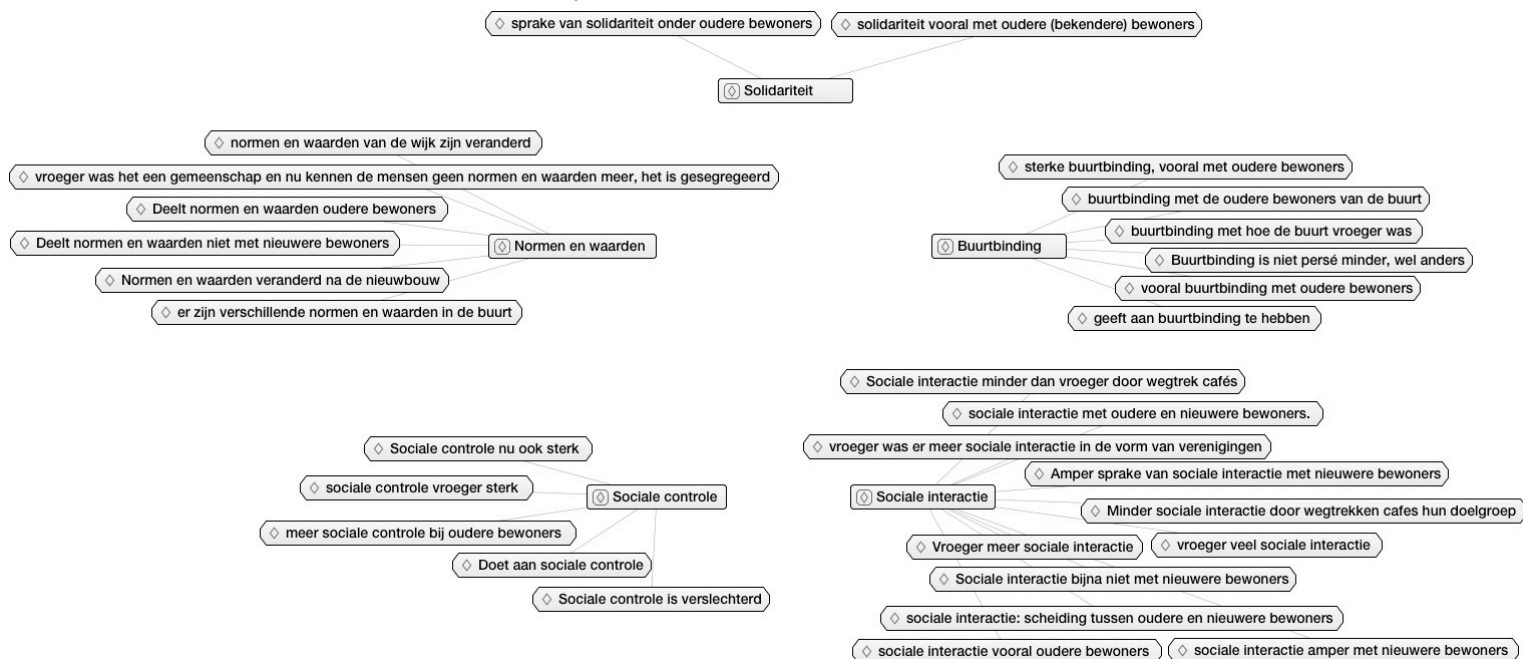 sprake van solidariteit onder oudere bewoners
solidariteit vooral met oudere (bekendere) bewoners
Solidariteit
normen en waarden van de wijk zijn veranderd
vroeger was het een gemeenschap en nu kennen de mensen geen normen en waarden meer, het is gesegregeerd
Deelt normen en waarden oudere bewoners
Deelt normen en waarden niet met nieuwere bewoners
Normen en waarden
Normen en waarden veranderd na de nieuwbouw
er zijn verschillende normen en waarden in de buurt
sterke buurtbinding, vooral met oudere bewoners
buurtbinding met de oudere bewoners van de buurt
buurtbinding met hoe de buurt vroeger was
Buurtbinding
Buurtbinding is niet persé minder, wel anders
vooral buurtbinding met oudere bewoners
geeft aan buurtbinding te hebben
Sociale controle nu ook sterk
sociale controle vroeger sterk
Sociale controle
meer sociale controle bij oudere bewoners
Doet aan sociale controle
Sociale controle is verslechterd
Sociale interactie minder dan vroeger door wegtrek cafés
sociale interactie met oudere en nieuwere bewoners.
vroeger was er meer sociale interactie in de vorm van verenigingen
Amper sprake van sociale interactie met nieuwere bewoners
Sociale interactie
Minder sociale interactie door wegtrekken cafes hun doelgroep
Vroeger meer sociale interactie
vroeger veel sociale interactie
Sociale interactie bijna niet met nieuwere bewoners
sociale interactie: scheiding tussen oudere en nieuwere bewoners
sociale interactie vooral oudere bewoners
sociale interactie amper met nieuwere bewoners